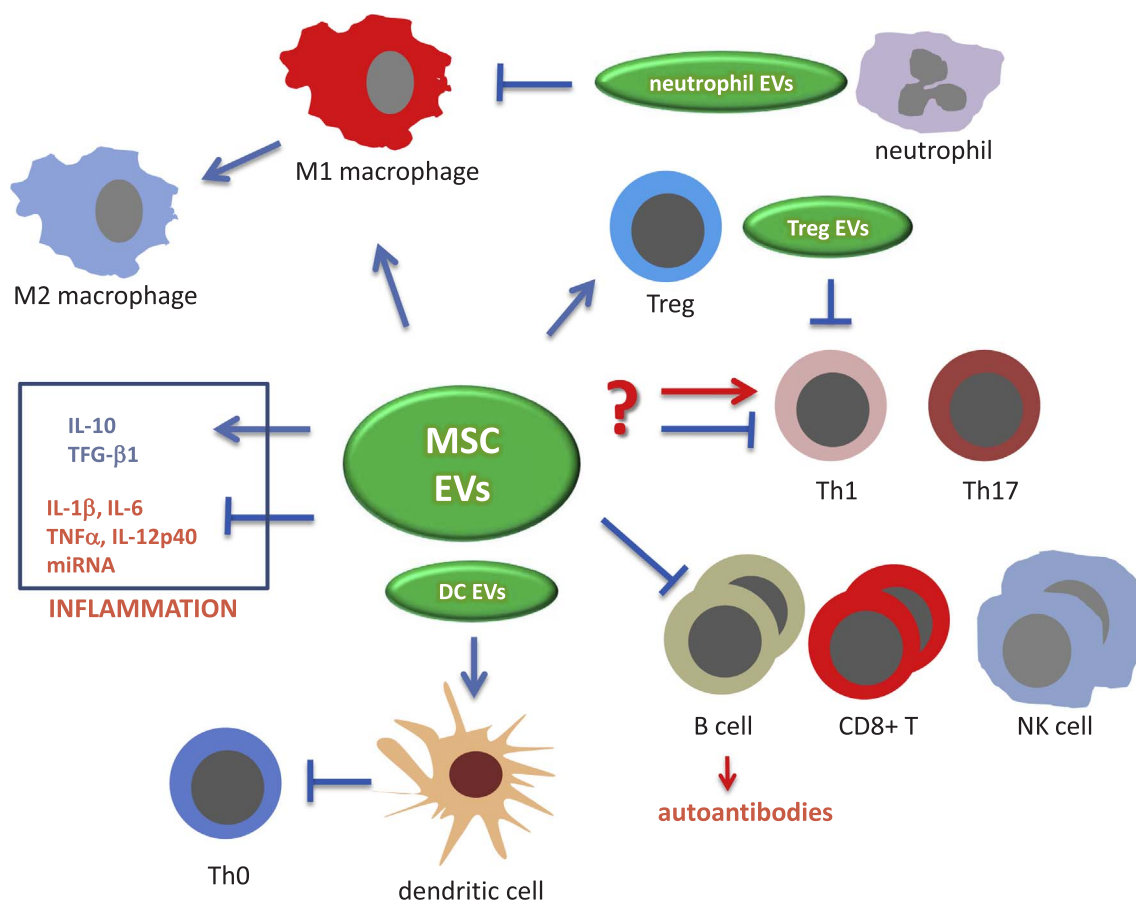 neutrophil EVs
neutrophil
M1 macrophage
M2 macrophage
Treg EVs
Treg
?
Th1
Th17
MSC
EVs
IL-10
TFG-β1
IL-1β, IL-6
TNFα, IL-12p40
miRNA
INFLAMMATION
DC EVs
B cell
CD8+ T
NK cell
autoantibodies
Th0
dendritic cell